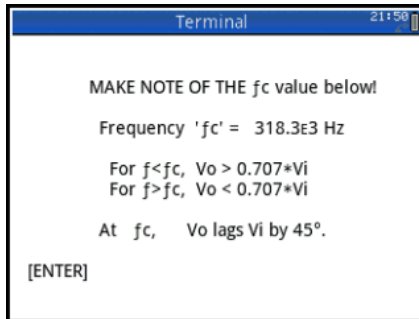 Terminal 21:50
MAKE NOTE OF THE ƒc value below!
Frequency 'ƒc' = 318.3ᴇ3 Hz
For ƒ<ƒc, Vo > 0.707*Vi
For ƒ>ƒc, Vo < 0.707*Vi
At ƒc, Vo lags Vi by 45°.
[ENTER]